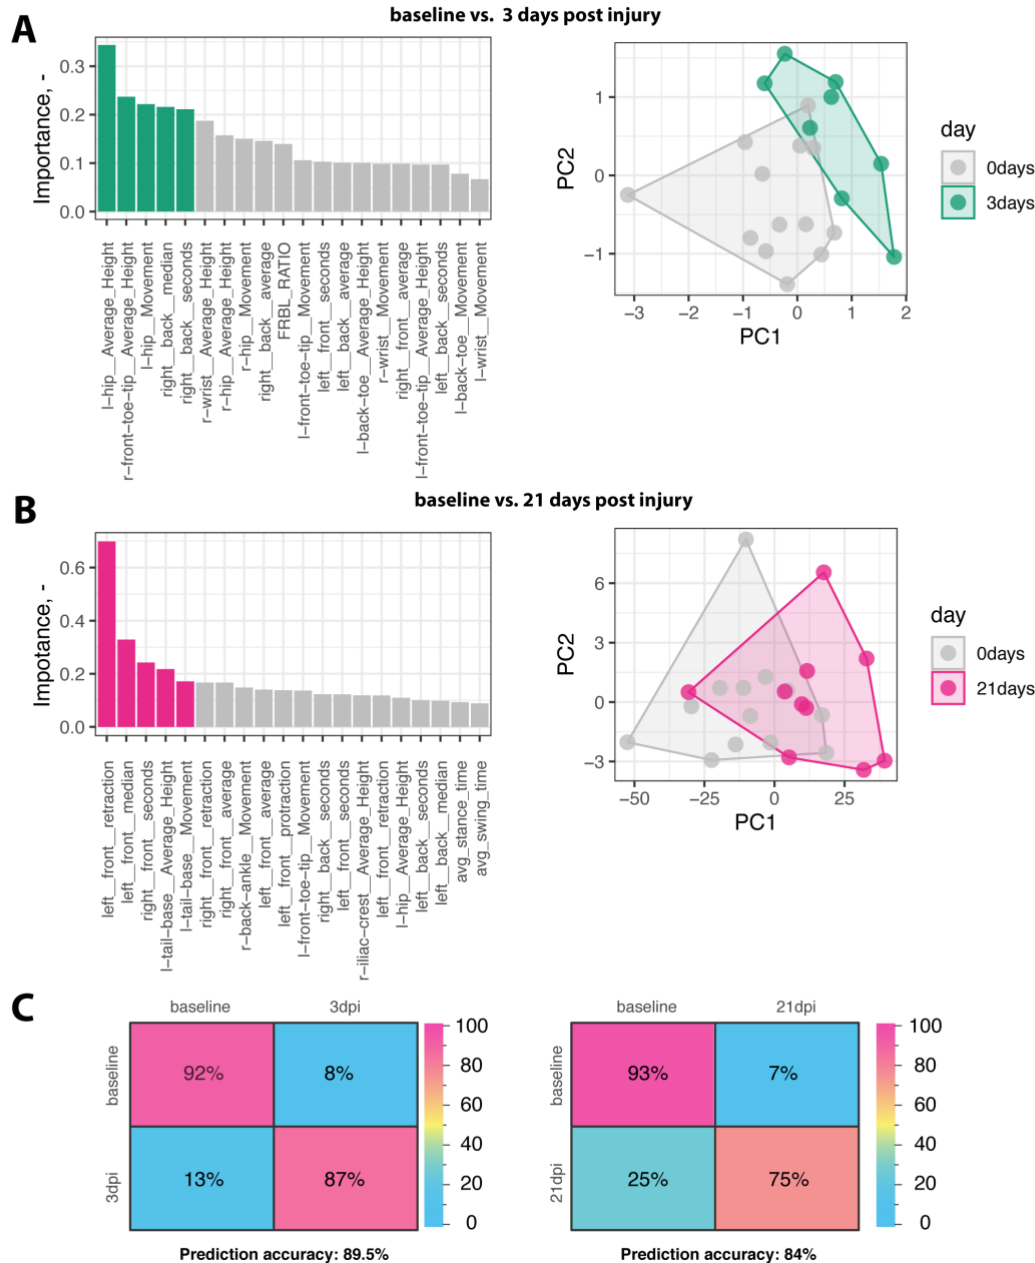 A
baseline vs. 3 days post injury
Importance, -
0.3
0.2
0.1
0.0
l-hip__Average_Height
r-front-toe-tip__Average_Height
l-hip__Movement
right__back__median
right__back__seconds
r-wrist__Average_Height
r-hip__Average_Height
r-hip__Movement
right__back__average
FRBL_RATIO
l-front-toe-tip__Movement
left__front__seconds
left__back__average
l-back-toe__Average_Height
r-wrist__Movement
right__front__average
l-front-toe-tip__Average_Height
left__back__seconds
l-back-toe__Movement
l-wrist__Movement
PC2
1
0
-1
-3
-2
-1
0
1
2
PC1
day
0days
3days
B
baseline vs. 21 days post injury
Impotance, -
0.6
0.4
0.2
0.0
left__front__retraction
left__front__median
right__front__seconds
l-tail-base__Average_Height
l-tail-base__Movement
right__front__retraction
right__front__average
r-back-ankle__Movement
left__front__average
left__front__protraction
l-front-toe-tip__Movement
right__back__seconds
left__front__seconds
r-iliac-crest__Average_Height
left__front__retraction
l-hip__Average_Height
left__back__seconds
left__back__median
avg_stance_time
avg_swing_time
PC2
6
3
0
-3
-50
-25
0
25
PC1
day
0days
21days
C
baseline
3dpi
baseline
92%
8%
3dpi
13%
87%
100
80
60
40
20
0
Prediction accuracy: 89.5%
baseline
21dpi
baseline
93%
7%
21dpi
25%
75%
100
80
60
40
20
0
Prediction accuracy: 84%